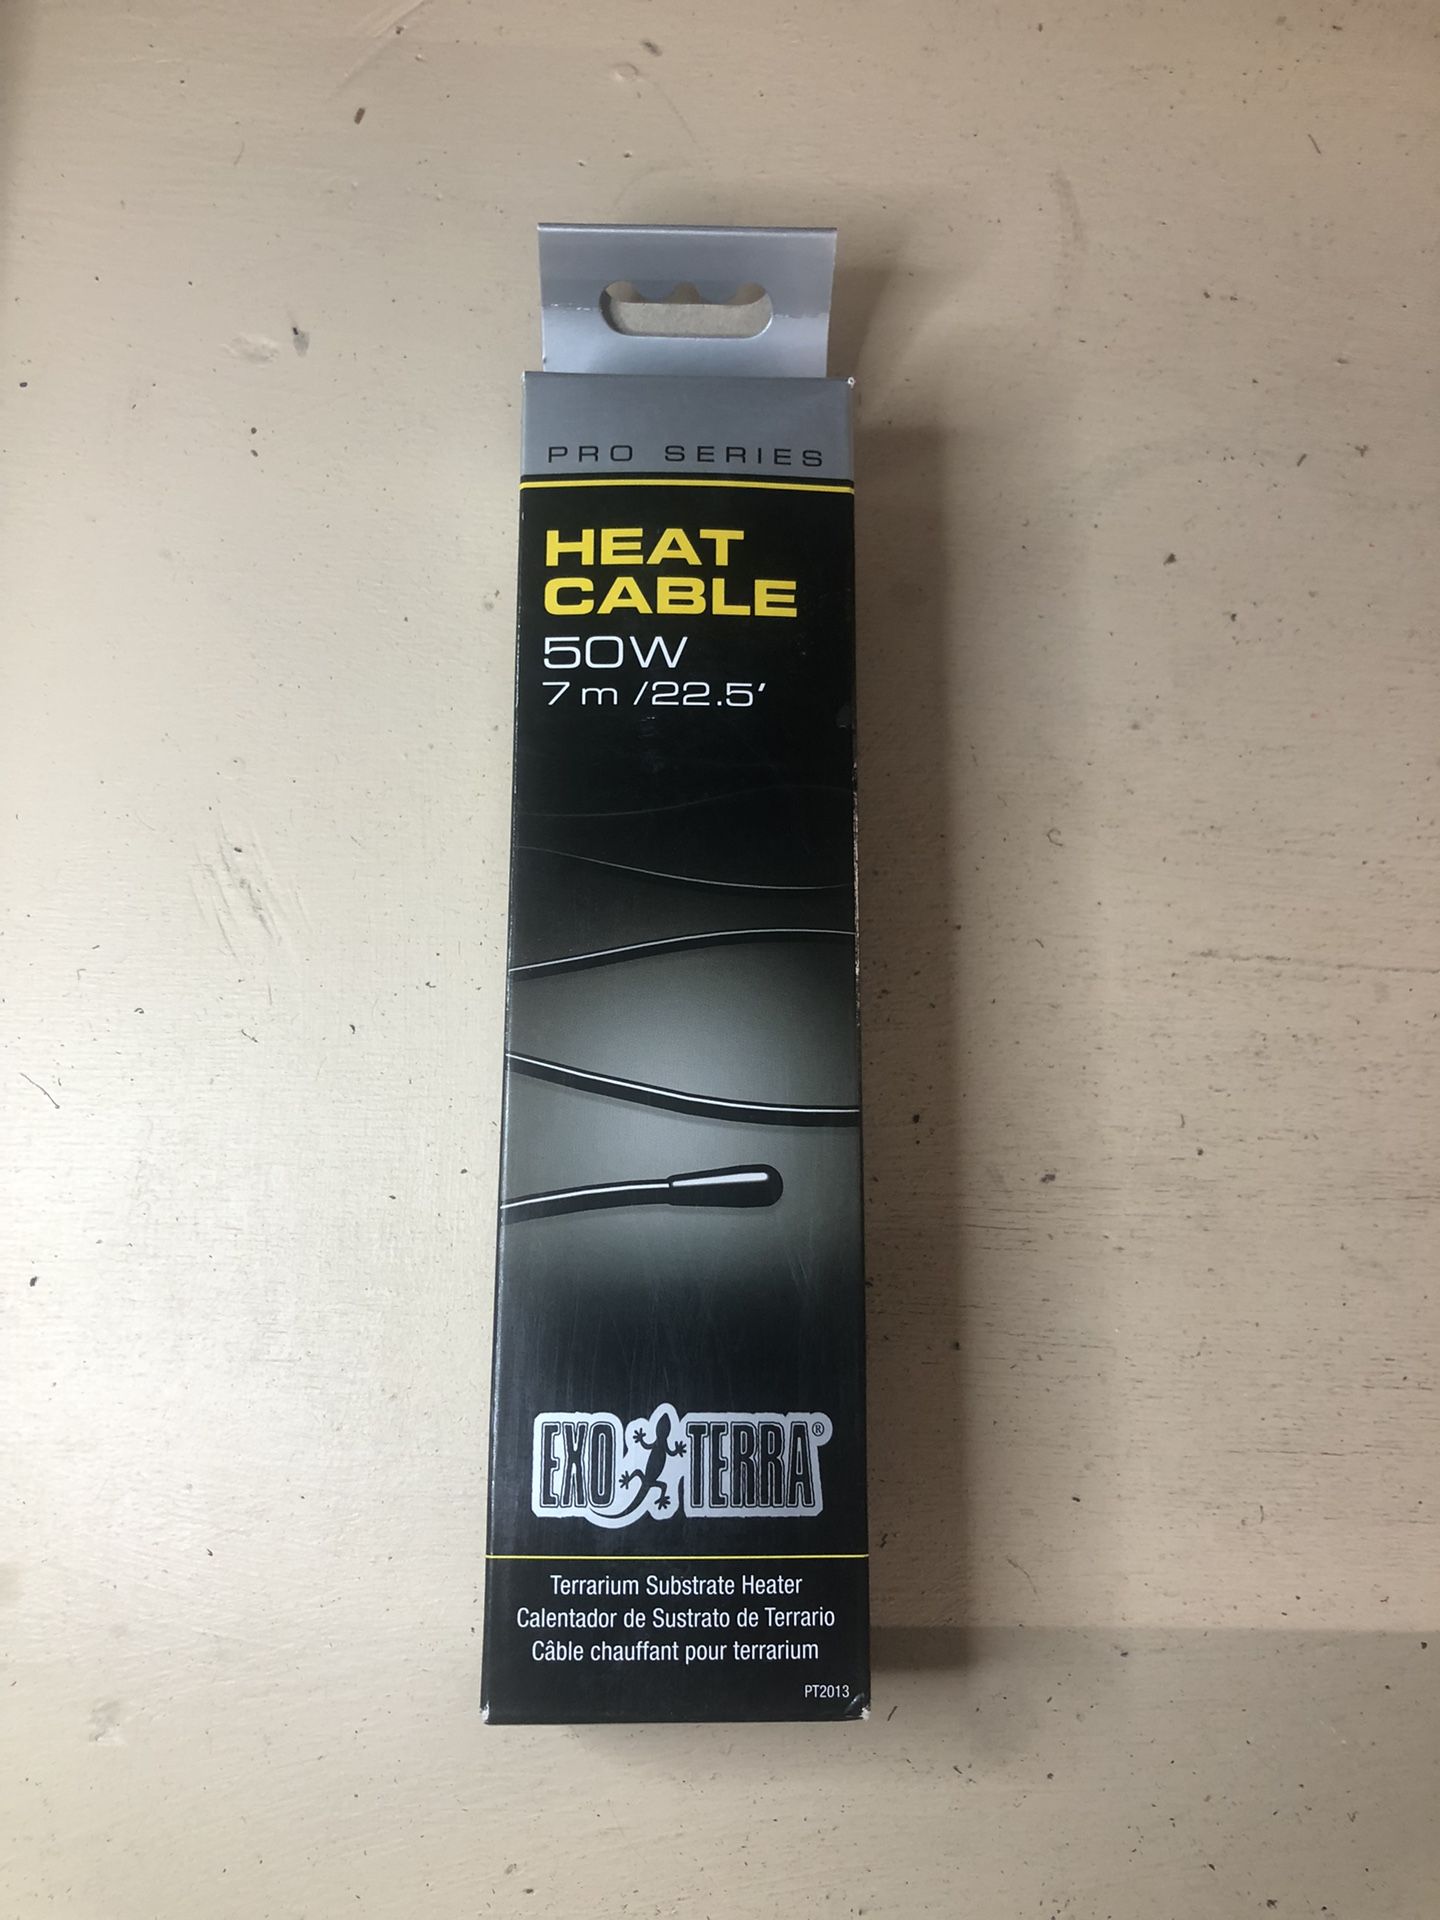 PRO SERIES
HEAT
CABLE
50W
7 m /22.5'
EXO TERRA®
Terrarium Substrate Heater
Calentador de Sustrato de Terrario
Câble chauffant pour terrarium
PT2013